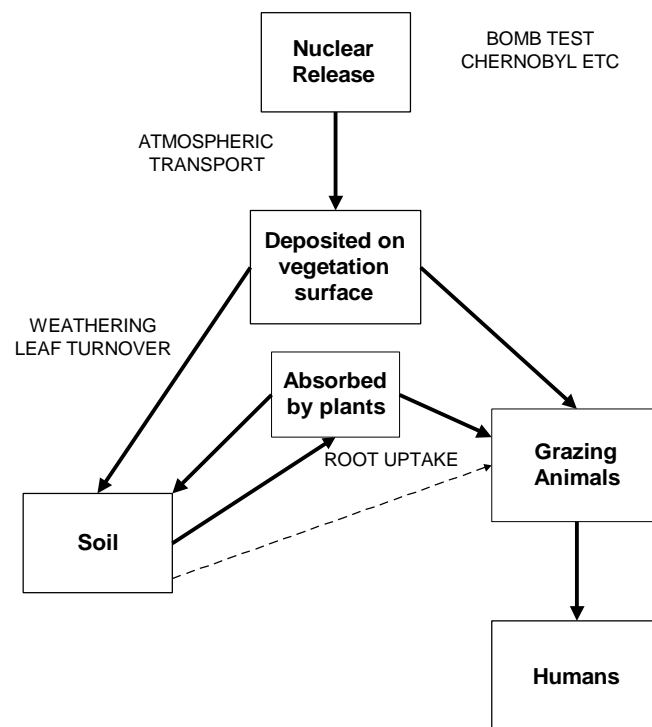 Nuclear
Release
BOMB TEST
CHERNOBYL ETC
ATMOSPHERIC
TRANSPORT
Deposited on
vegetation
surface
WEATHERING
LEAF TURNOVER
Absorbed
by plants
ROOT UPTAKE
Grazing
Animals
Soil
Humans